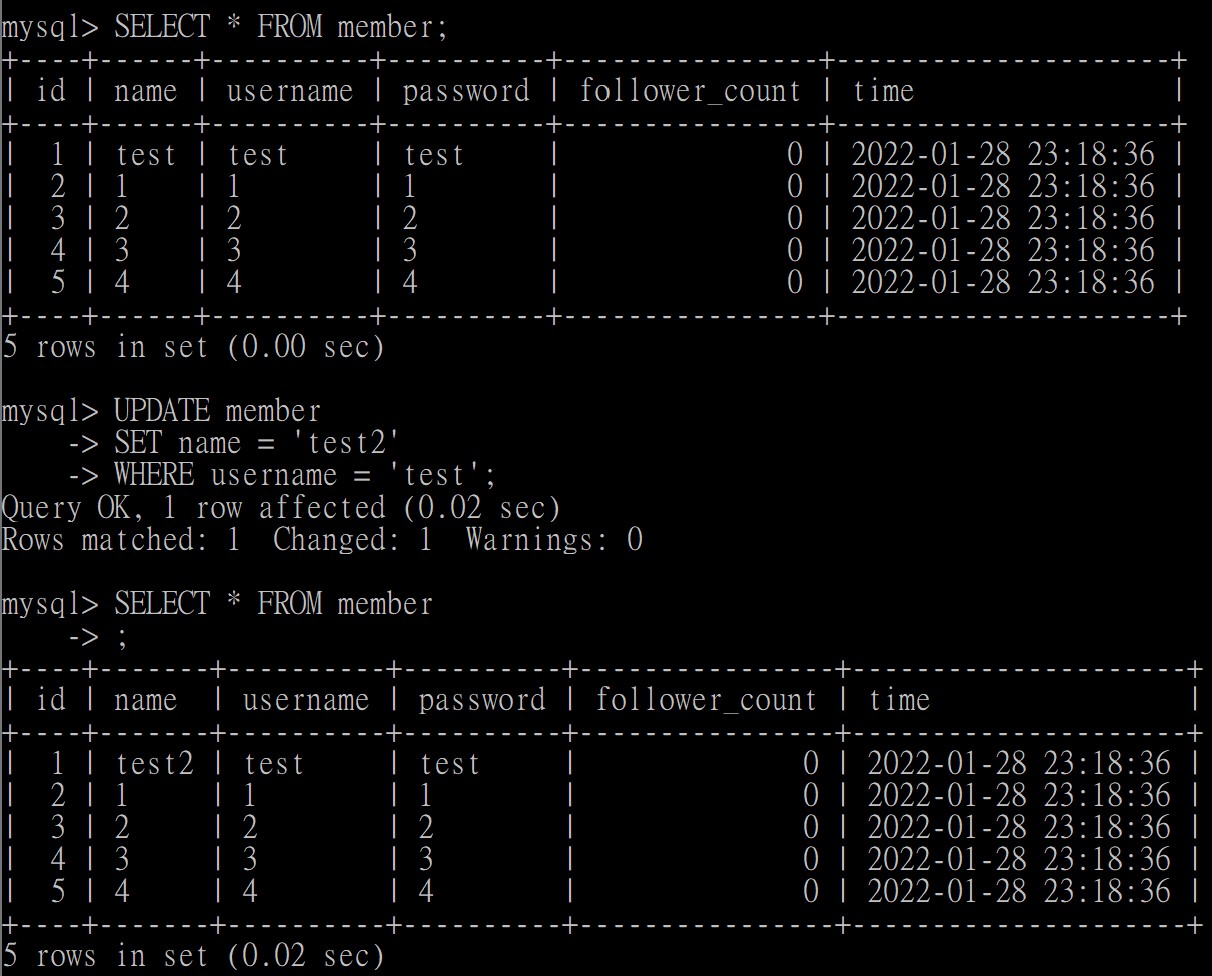 mysql> SELECT * FROM member;
+----+------+----------+----------+----------------+---------------------+
| id | name | username | password | follower_count | time                |
+----+------+----------+----------+----------------+---------------------+
|  1 | test | test     | test     |              0 | 2022-01-28 23:18:36 |
|  2 | 1    | 1        | 1        |              0 | 2022-01-28 23:18:36 |
|  3 | 2    | 2        | 2        |              0 | 2022-01-28 23:18:36 |
|  4 | 3    | 3        | 3        |              0 | 2022-01-28 23:18:36 |
|  5 | 4    | 4        | 4        |              0 | 2022-01-28 23:18:36 |
+----+------+----------+----------+----------------+---------------------+
5 rows in set (0.00 sec)

mysql> UPDATE member
    -> SET name = 'test2'
    -> WHERE username = 'test';
Query OK, 1 row affected (0.02 sec)
Rows matched: 1  Changed: 1  Warnings: 0

mysql> SELECT * FROM member
    -> ;
+----+-------+----------+----------+----------------+---------------------+
| id | name  | username | password | follower_count | time                |
+----+-------+----------+----------+----------------+---------------------+
|  1 | test2 | test     | test     |              0 | 2022-01-28 23:18:36 |
|  2 | 1     | 1        | 1        |              0 | 2022-01-28 23:18:36 |
|  3 | 2     | 2        | 2        |              0 | 2022-01-28 23:18:36 |
|  4 | 3     | 3        | 3        |              0 | 2022-01-28 23:18:36 |
|  5 | 4     | 4        | 4        |              0 | 2022-01-28 23:18:36 |
+----+-------+----------+----------+----------------+---------------------+
5 rows in set (0.02 sec)